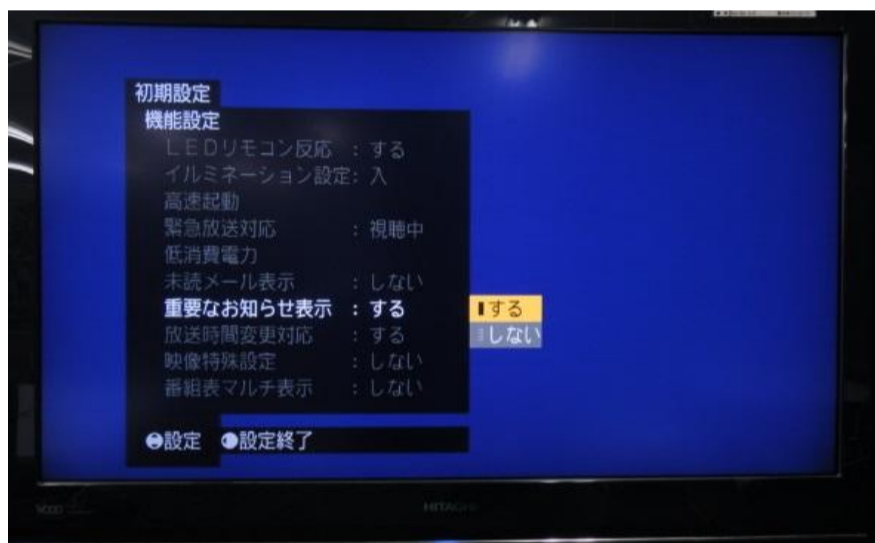 初期設定
機能設定
LEDリモコン反応 : する
イルミネーション設定: 入
高速起動
緊急放送対応 : 視聴中
低消費電力
未読メール表示 : しない
重要なお知らせ表示 : する
する
しない
放送時間変更対応 : する
映像特殊設定 : しない
番組表マルチ表示 : しない
設定 設定終了
HITACHI